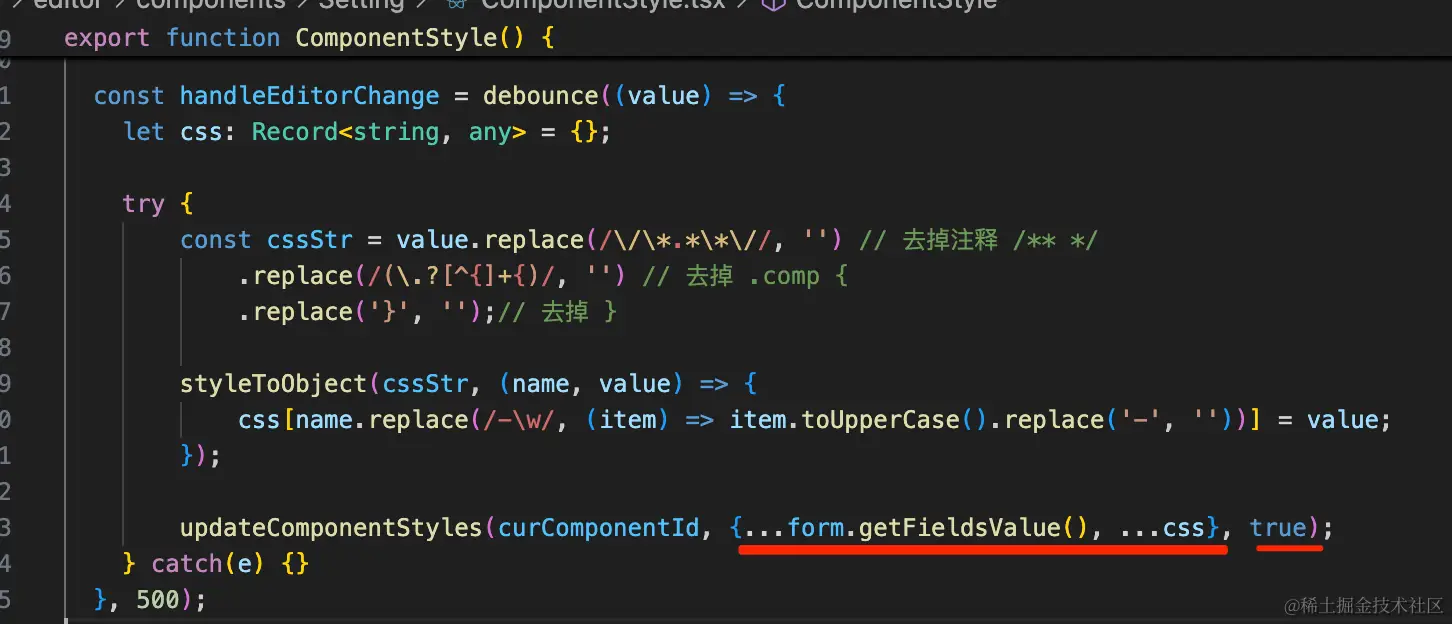 editor > components > Setting > ComponentStyle.tsx > ComponentStyle
9 export function ComponentStyle() {
0
1 const handleEditorChange = debounce((value) => {
2 let css: Record<string, any> = {};
3
4 try {
5 const cssStr = value.replace(/\/\*.*\*\//, '') // 去掉注释 /** */
6 .replace(/(\.?[^{]+{)/, '') // 去掉 .comp {
7 .replace('}', '');// 去掉 }
8
9 styleToObject(cssStr, (name, value) => {
0 css[name.replace(/-\w/, (item) => item.toUpperCase().replace('-', ''))] = value;
1 });
2
3 updateComponentStyles(curComponentId, {...form.getFieldsValue(), ...css}, true);
4 } catch(e) {}
5 }, 500);
@稀土掘金技术社区